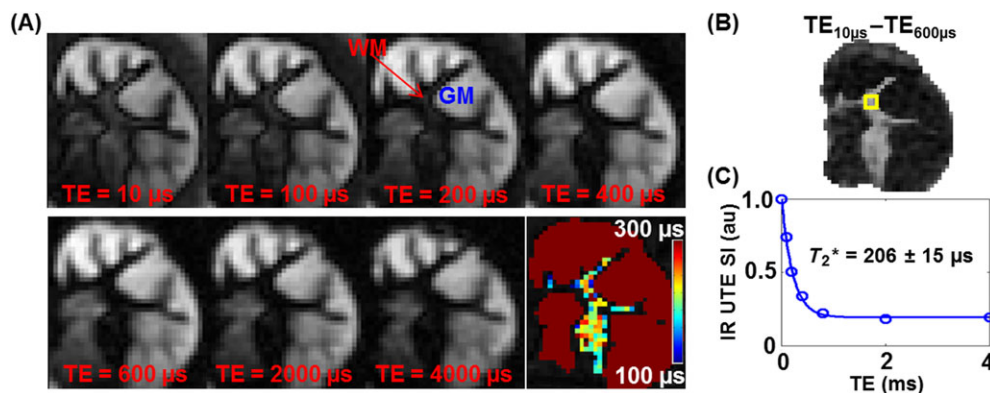 (A)
WM
GM
TE = 10 µs
TE = 100 µs
TE = 200 µs
TE = 400 µs
TE = 600 µs
TE = 2000 µs
TE = 4000 µs
300 µs
100 µs
(B)
TE10µs–TE600µs
(C)
IR UTE SI (au)
1.0
0.5
0
T2* = 206 ± 15 µs
0 2 4
TE (ms)